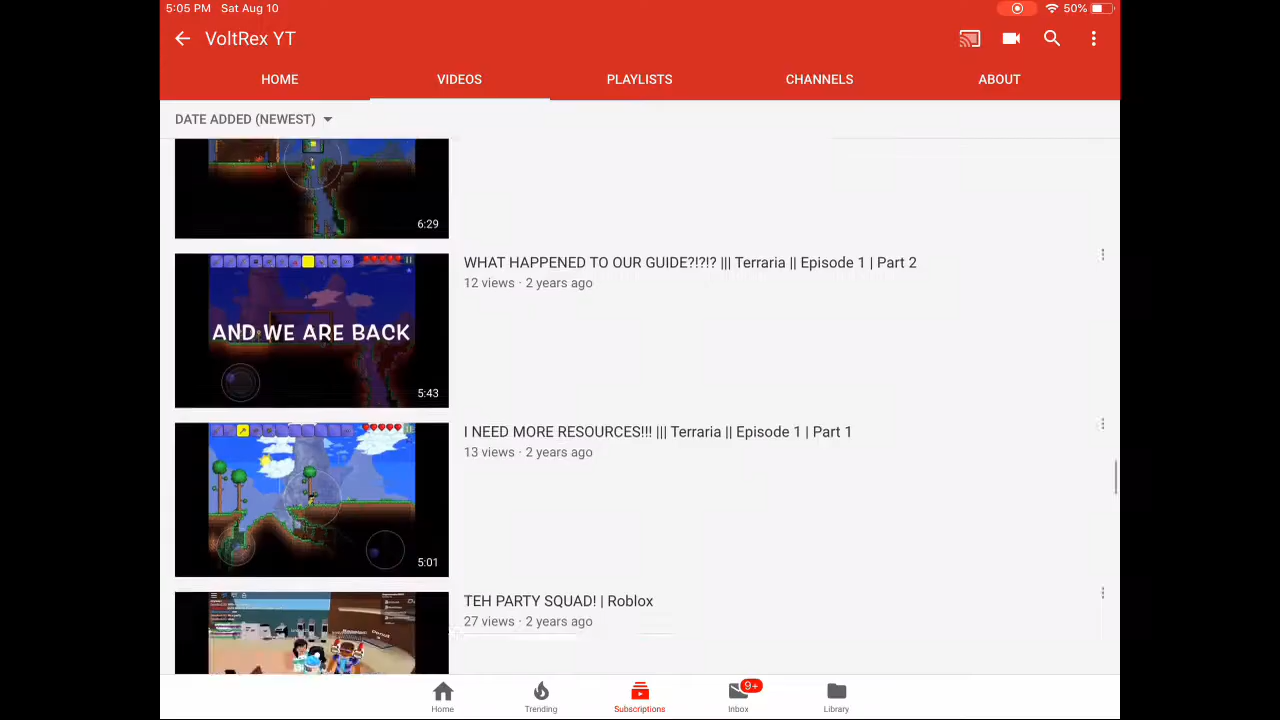 5:05 PM Sat Aug 10
50%
VoltRex YT
HOME VIDEOS PLAYLISTS CHANNELS ABOUT
DATE ADDED (NEWEST)
6:29
WHAT HAPPENED TO OUR GUIDE?!?!? ||| Terraria || Episode 1 | Part 2
12 views · 2 years ago
AND WE ARE BACK
5:43
I NEED MORE RESOURCES!!! ||| Terraria || Episode 1 | Part 1
13 views · 2 years ago
5:01
TEH PARTY SQUAD! | Roblox
27 views · 2 years ago
9+
Home Trending Subscriptions Inbox Library